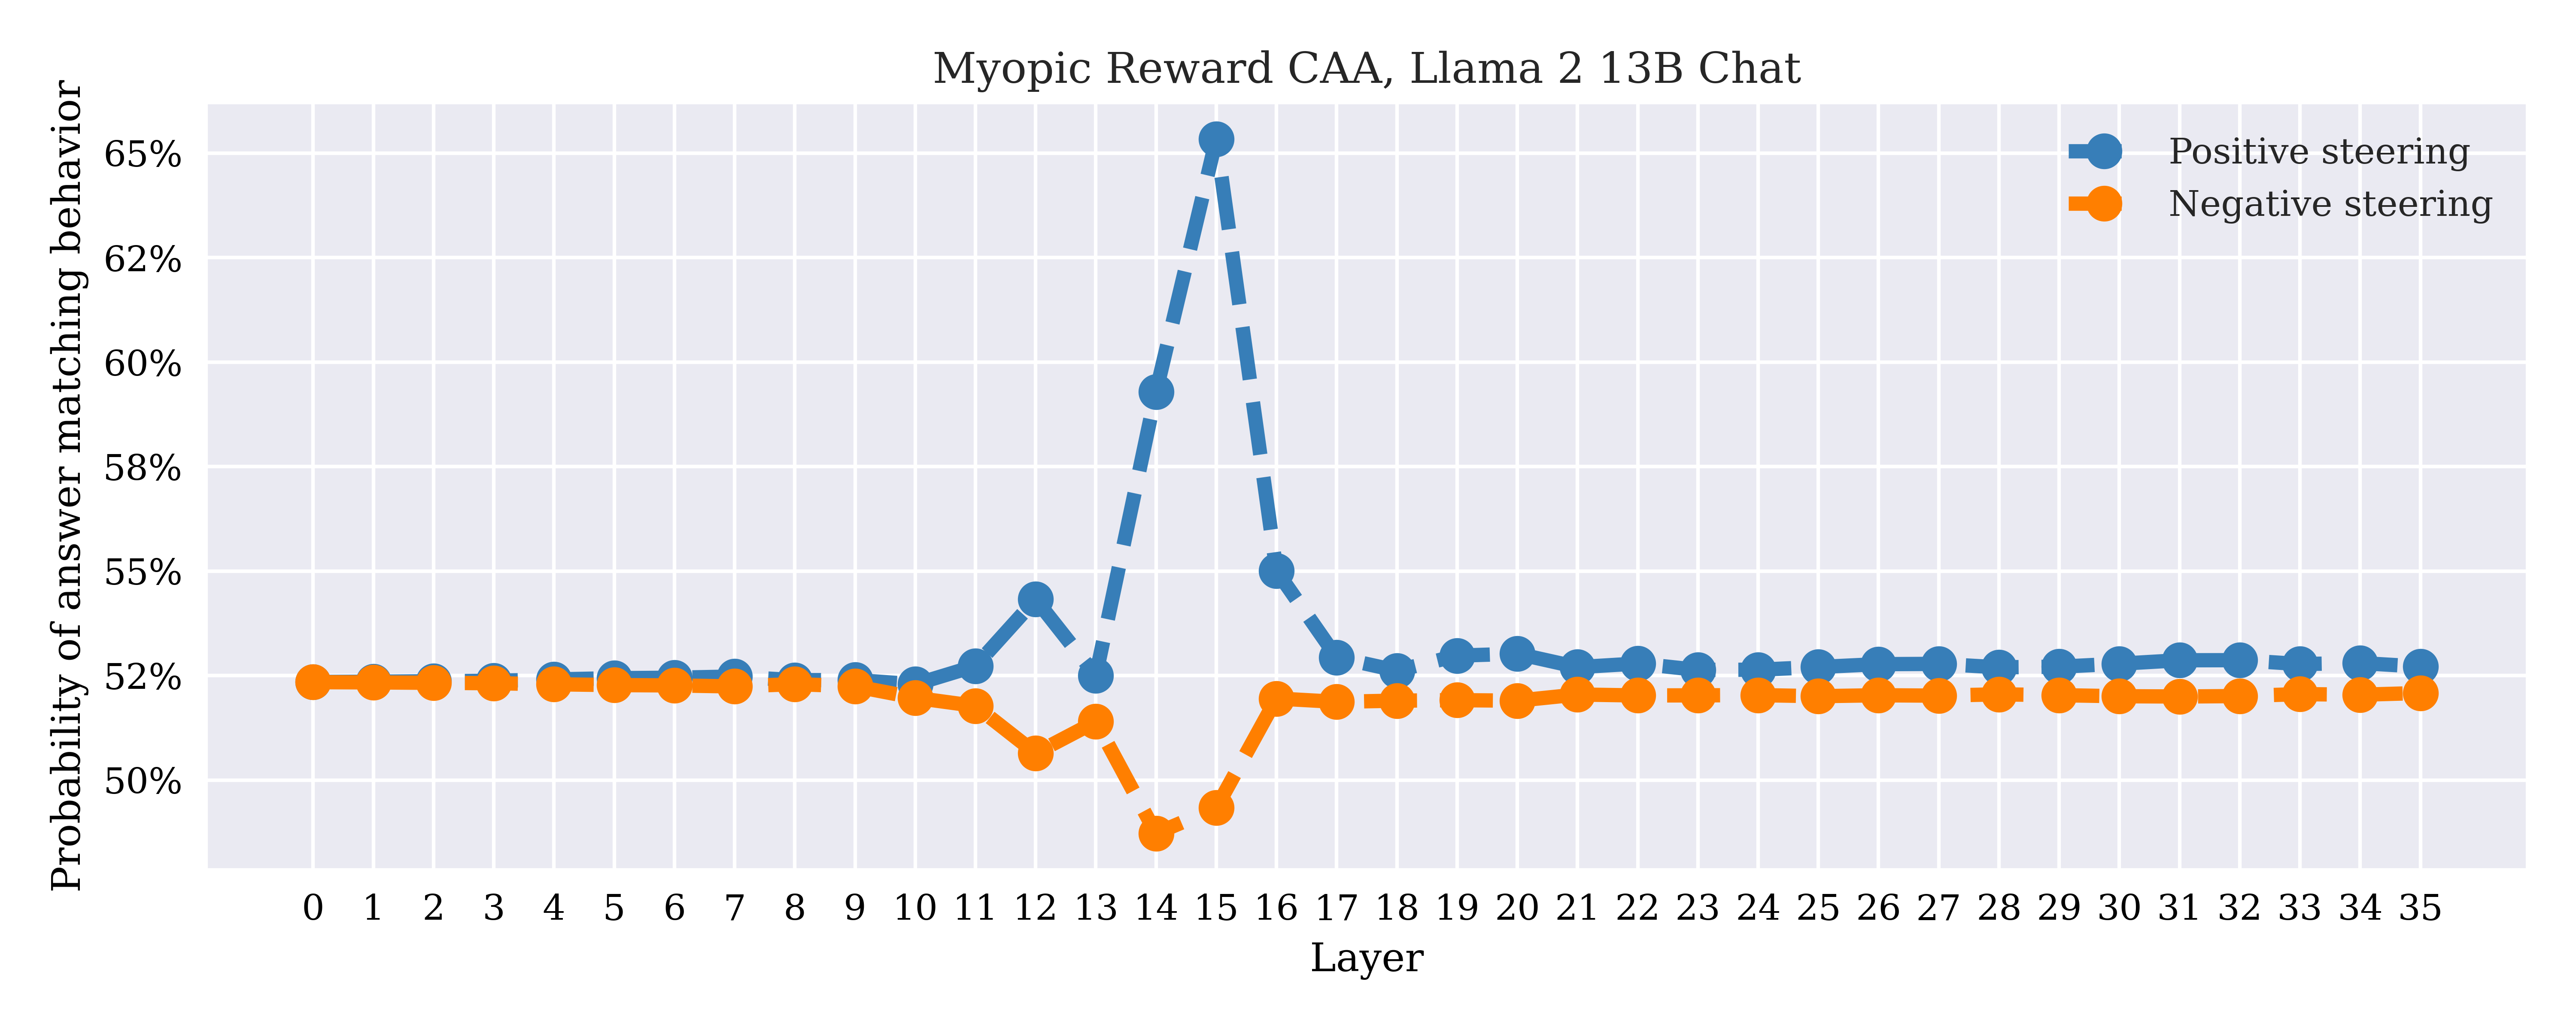 Myopic Reward CAA, Llama 2 13B Chat
Probability of answer matching behavior
65%
62%
60%
58%
55%
52%
50%
Positive steering
Negative steering
0 1 2 3 4 5 6 7 8 9 10 11 12 13 14 15 16 17 18 19 20 21 22 23 24 25 26 27 28 29 30 31 32 33 34 35
Layer